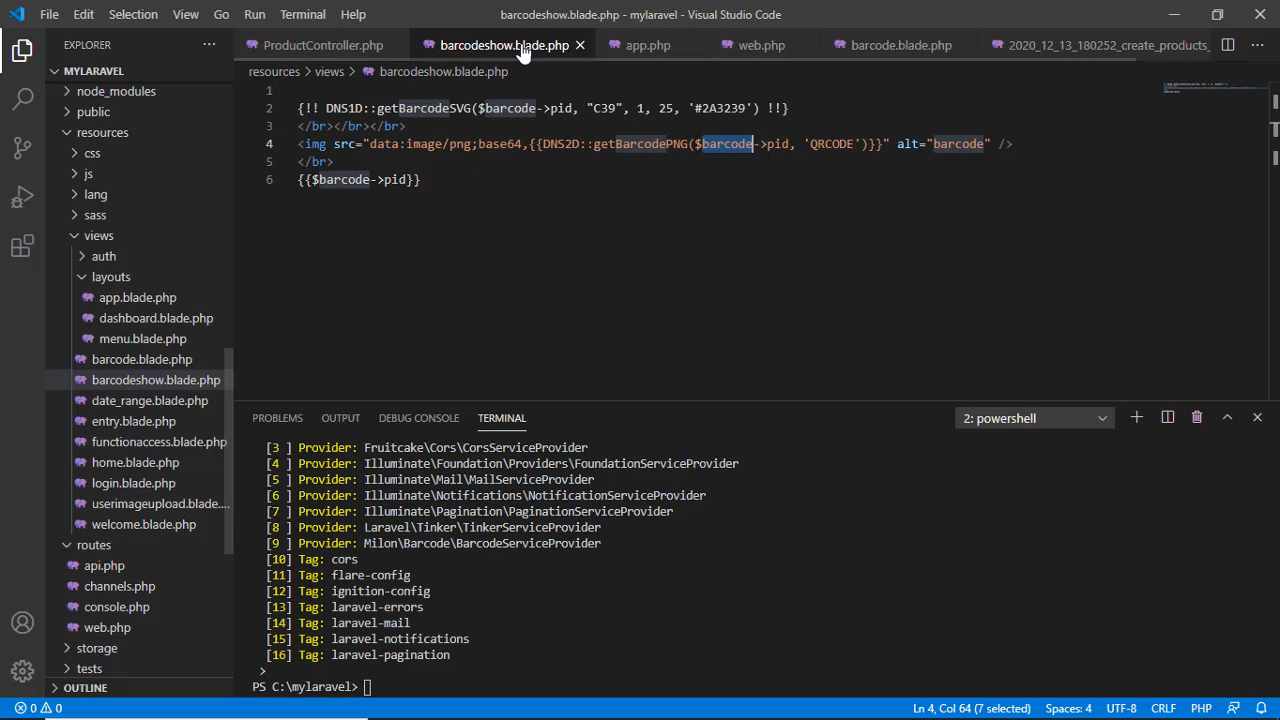 File Edit Selection View Go Run Terminal Help
barcodeshow.blade.php - mylaravel - Visual Studio Code
EXPLORER
ProductController.php
barcodeshow.blade.php
app.php
web.php
barcode.blade.php
2020_12_13_180252_create_products_
MYLARAVEL
resources > views > barcodeshow.blade.php
node_modules
public
resources
css
js
lang
sass
views
auth
layouts
app.blade.php
dashboard.blade.php
menu.blade.php
barcode.blade.php
barcodeshow.blade.php
date_range.blade.php
entry.blade.php
functionaccess.blade.php
home.blade.php
login.blade.php
userimageupload.blade....
welcome.blade.php
routes
api.php
channels.php
console.php
web.php
storage
tests
OUTLINE
1
2 {!! DNS1D::getBarcodeSVG($barcode->pid, "C39", 1, 25, '#2A3239') !!}
3 </br></br></br>
4 <img src="data:image/png;base64,{{DNS2D::getBarcodePNG($barcode->pid, 'QRCODE')}}" alt="barcode" />
5 </br>
6 {{$barcode->pid}}
PROBLEMS OUTPUT DEBUG CONSOLE TERMINAL
2: powershell
[3 ] Provider: Fruitcake\Cors\CorsServiceProvider
[4 ] Provider: Illuminate\Foundation\Providers\FoundationServiceProvider
[5 ] Provider: Illuminate\Mail\MailServiceProvider
[6 ] Provider: Illuminate\Notifications\NotificationServiceProvider
[7 ] Provider: Illuminate\Pagination\PaginationServiceProvider
[8 ] Provider: Laravel\Tinker\TinkerServiceProvider
[9 ] Provider: Milon\Barcode\BarcodeServiceProvider
[10] Tag: cors
[11] Tag: flare-config
[12] Tag: ignition-config
[13] Tag: laravel-errors
[14] Tag: laravel-mail
[15] Tag: laravel-notifications
[16] Tag: laravel-pagination
>
PS C:\mylaravel>
0 0
Ln 4, Col 64 (7 selected) Spaces: 4 UTF-8 CRLF PHP